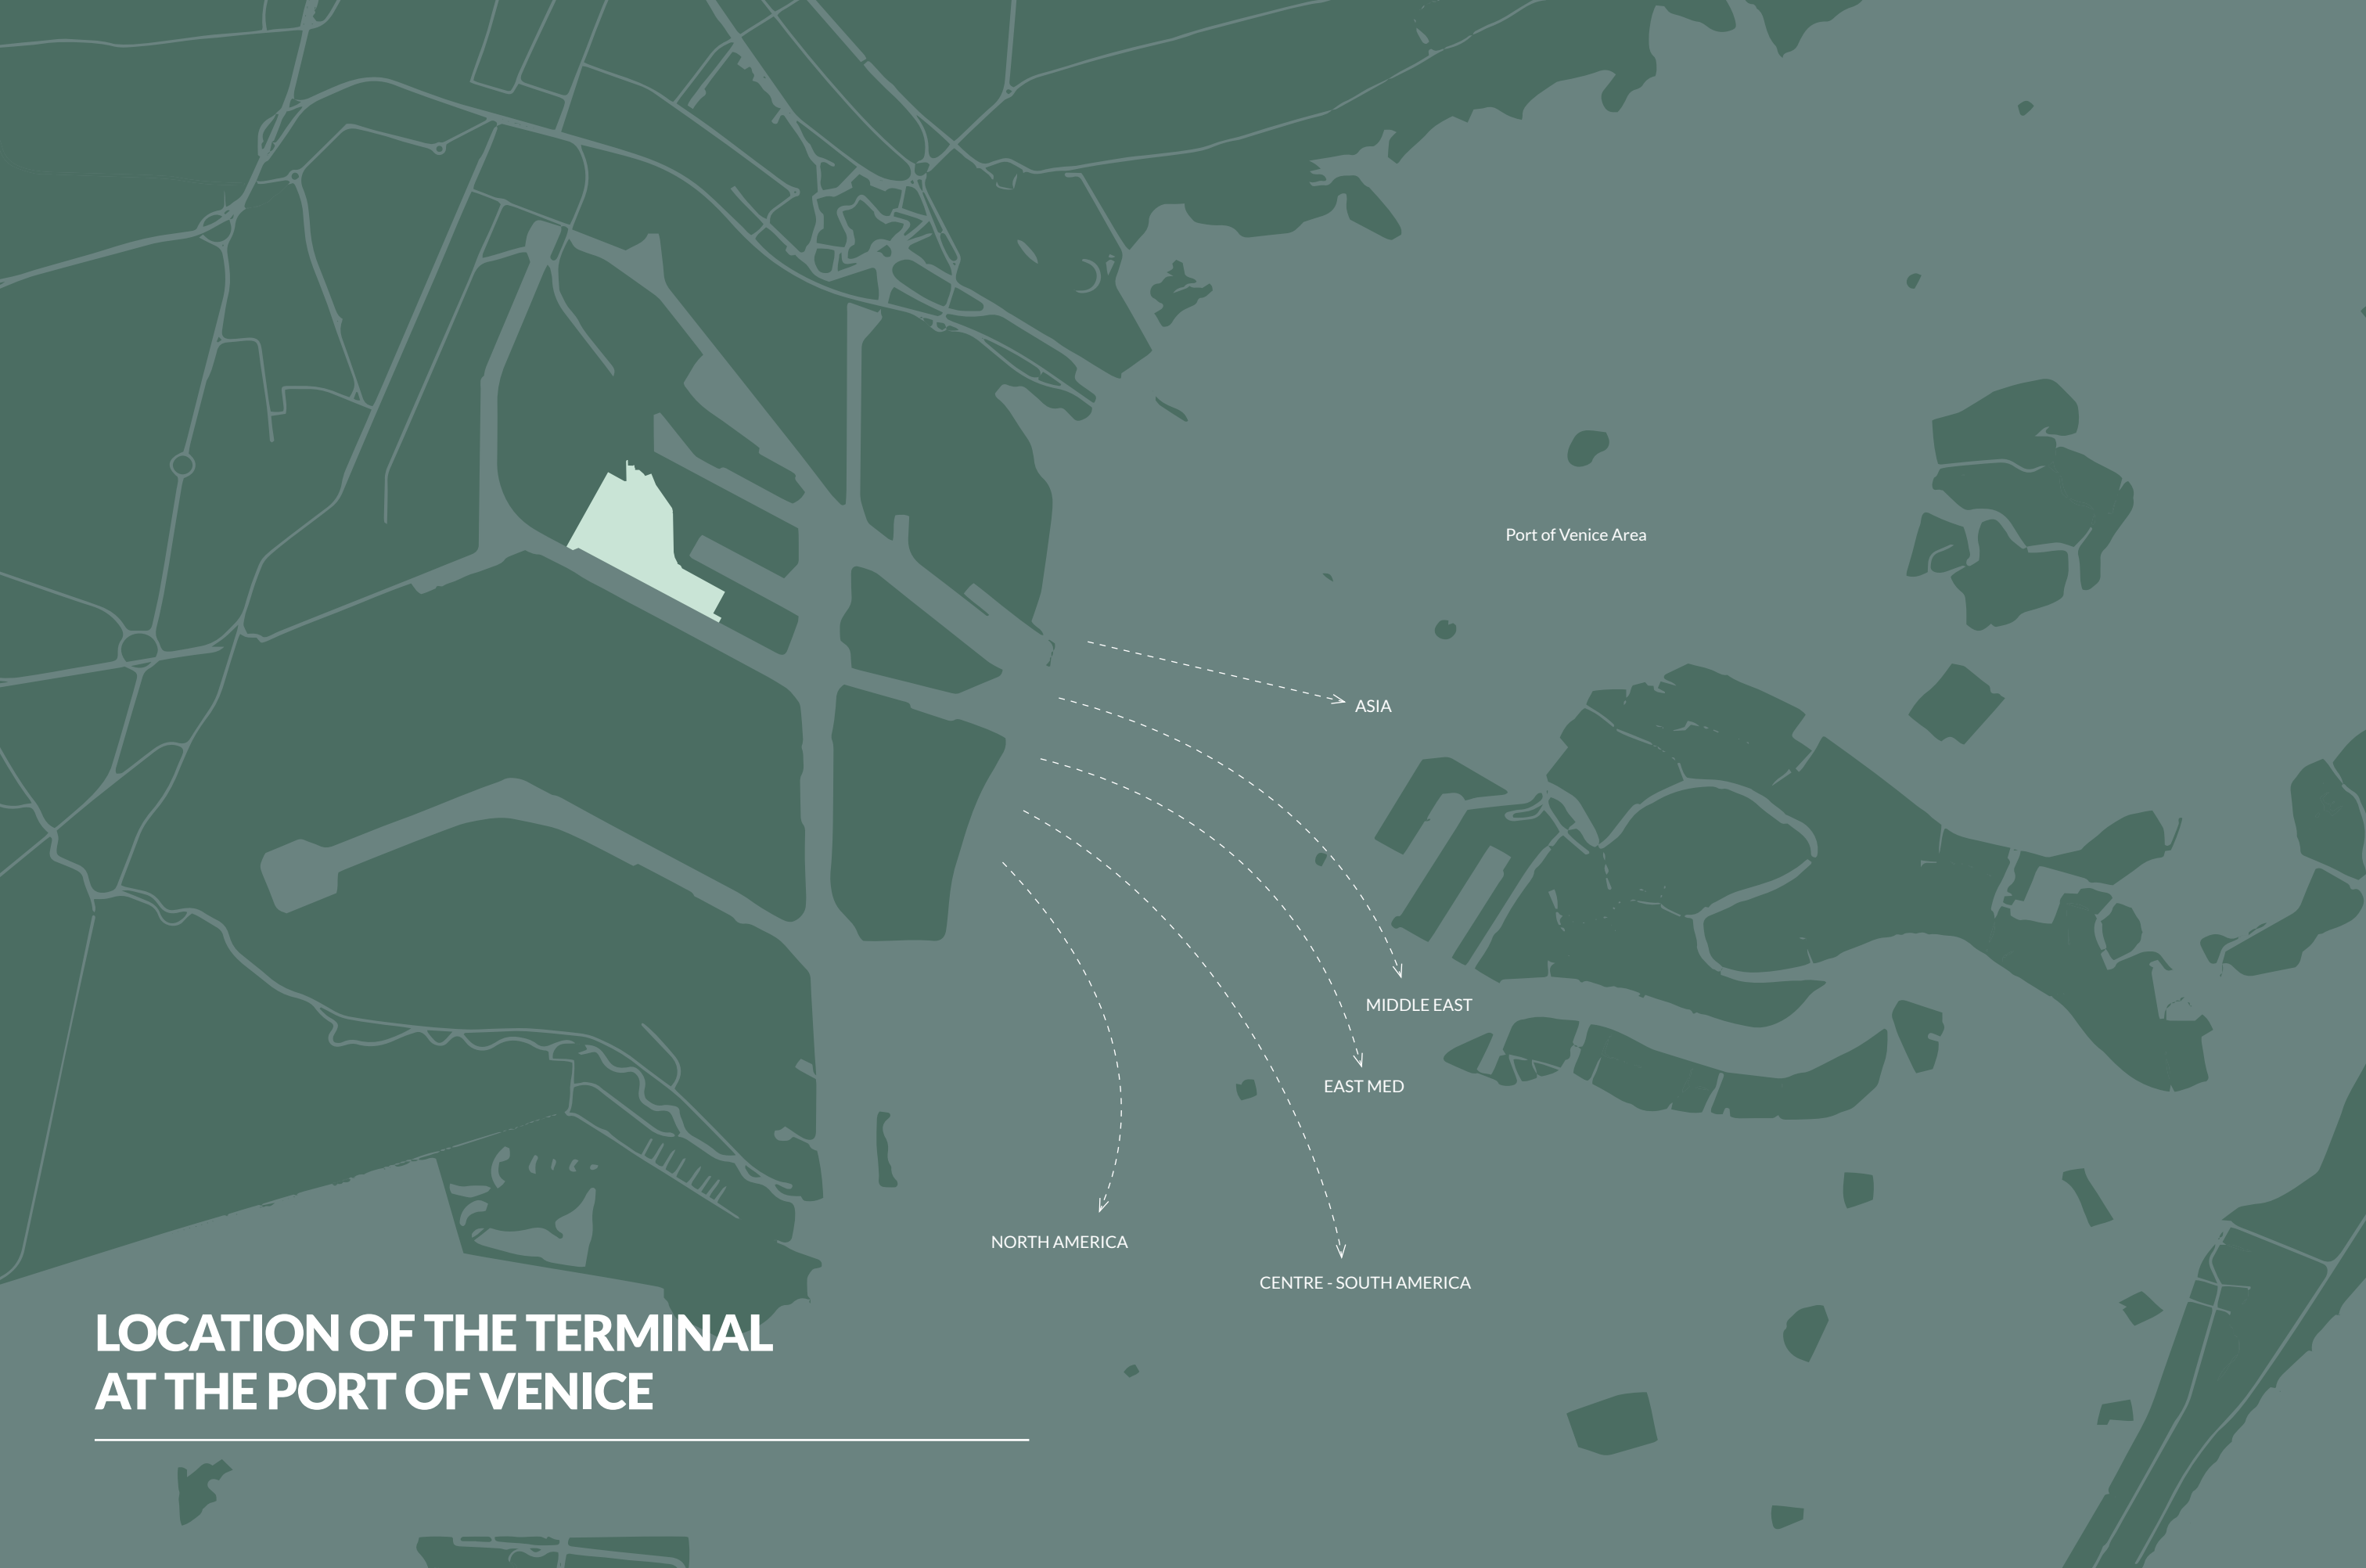 Port of Venice Area
ASIA
MIDDLE EAST
EAST MED
NORTH AMERICA
CENTRE - SOUTH AMERICA
LOCATION OF THE TERMINAL
AT THE PORT OF VENICE